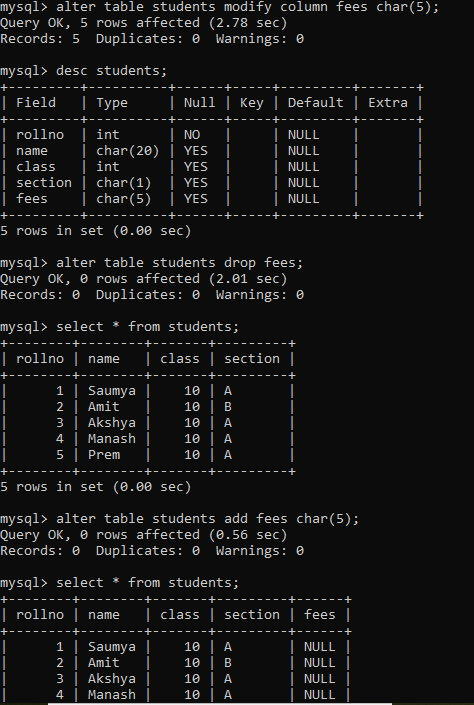 mysql> alter table students modify column fees char(5);
Query OK, 5 rows affected (2.78 sec)
Records: 5  Duplicates: 0  Warnings: 0

mysql> desc students;
+---------+----------+------+-----+---------+-------+
| Field   | Type     | Null | Key | Default | Extra |
+---------+----------+------+-----+---------+-------+
| rollno  | int      | NO   |     | NULL    |       |
| name    | char(20) | YES  |     | NULL    |       |
| class   | int      | YES  |     | NULL    |       |
| section | char(1)  | YES  |     | NULL    |       |
| fees    | char(5)  | YES  |     | NULL    |       |
+---------+----------+------+-----+---------+-------+
5 rows in set (0.00 sec)

mysql> alter table students drop fees;
Query OK, 0 rows affected (2.01 sec)
Records: 0  Duplicates: 0  Warnings: 0

mysql> select * from students;
+--------+--------+-------+---------+
| rollno | name   | class | section |
+--------+--------+-------+---------+
|      1 | Saumya |    10 | A       |
|      2 | Amit   |    10 | B       |
|      3 | Akshya |    10 | A       |
|      4 | Manash |    10 | A       |
|      5 | Prem   |    10 | A       |
+--------+--------+-------+---------+
5 rows in set (0.00 sec)

mysql> alter table students add fees char(5);
Query OK, 0 rows affected (0.56 sec)
Records: 0  Duplicates: 0  Warnings: 0

mysql> select * from students;
+--------+--------+-------+---------+------+
| rollno | name   | class | section | fees |
+--------+--------+-------+---------+------+
|      1 | Saumya |    10 | A       | NULL |
|      2 | Amit   |    10 | B       | NULL |
|      3 | Akshya |    10 | A       | NULL |
|      4 | Manash |    10 | A       | NULL |